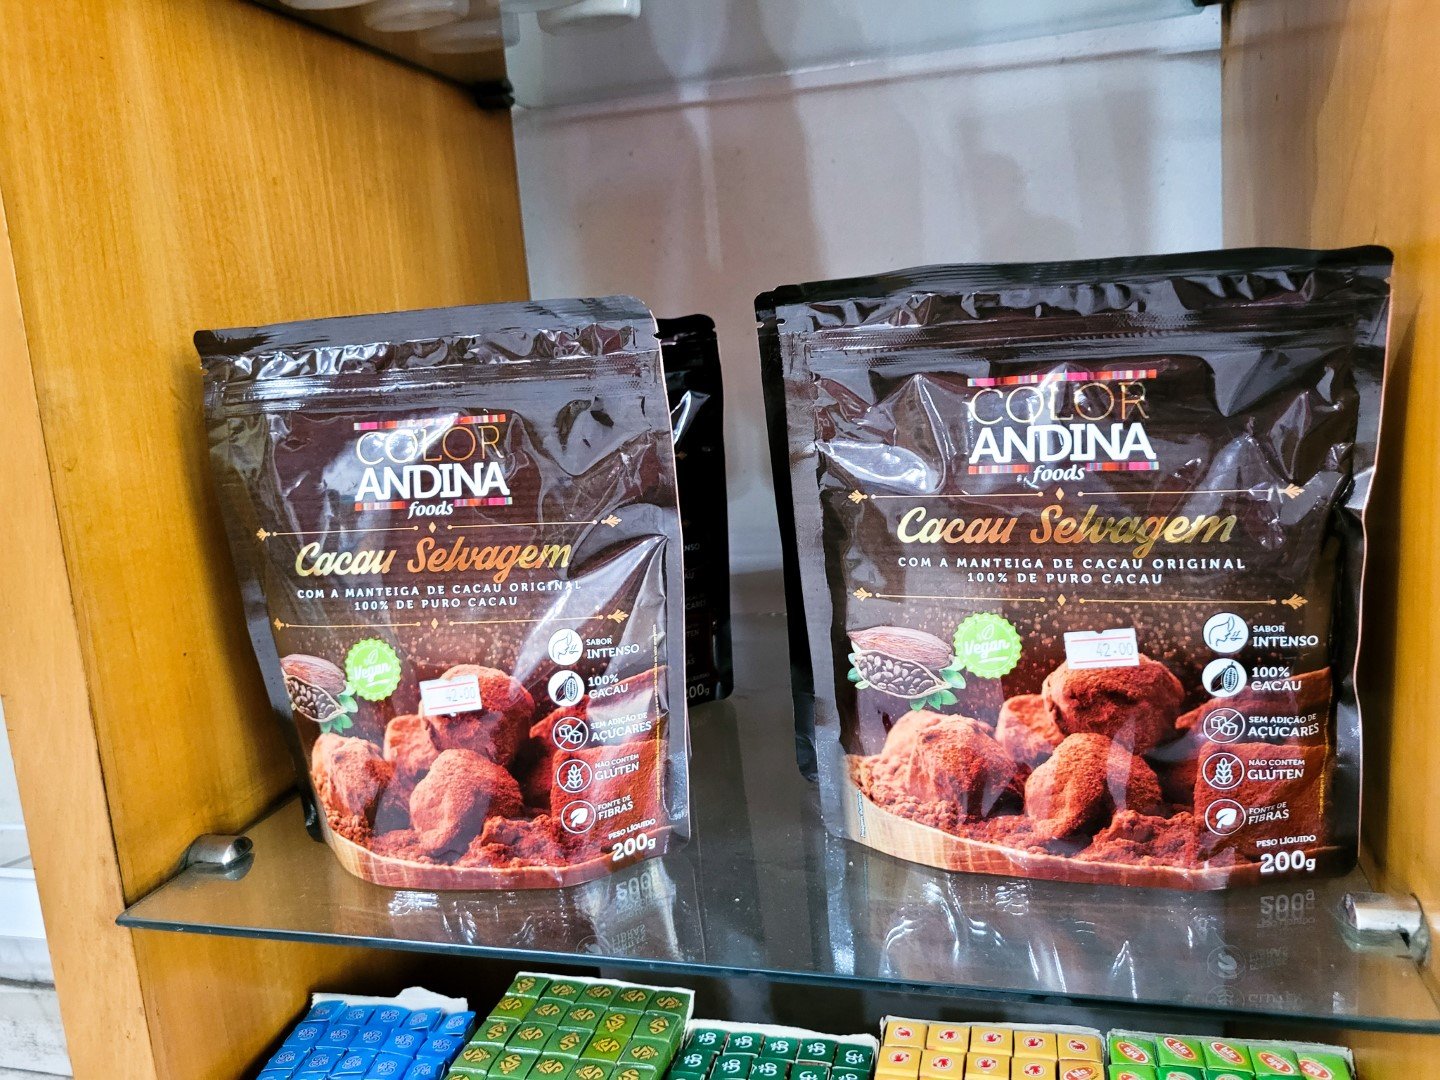 COLOR
ANDINA
foods
Cacau Selvagem
COM A MANTEIGA DE CACAU ORIGINAL
100% DE PURO CACAU
Vegan
42.00
SABOR
INTENSO
100%
CACAU
SEM ADIÇÃO DE
AÇÚCARES
NÃO CONTÉM
GLÚTEN
FONTE DE
FIBRAS
PESO LÍQUIDO
200g
200g
COLOR
ANDINA
foods
Cacau Selvagem
COM A MANTEIGA DE CACAU ORIGINAL
100% DE PURO CACAU
Vegan
42.00
SABOR
INTENSO
100%
CACAU
SEM ADIÇÃO DE
AÇÚCARES
NÃO CONTÉM
GLÚTEN
FONTE DE
FIBRAS
PESO LÍQUIDO
200g